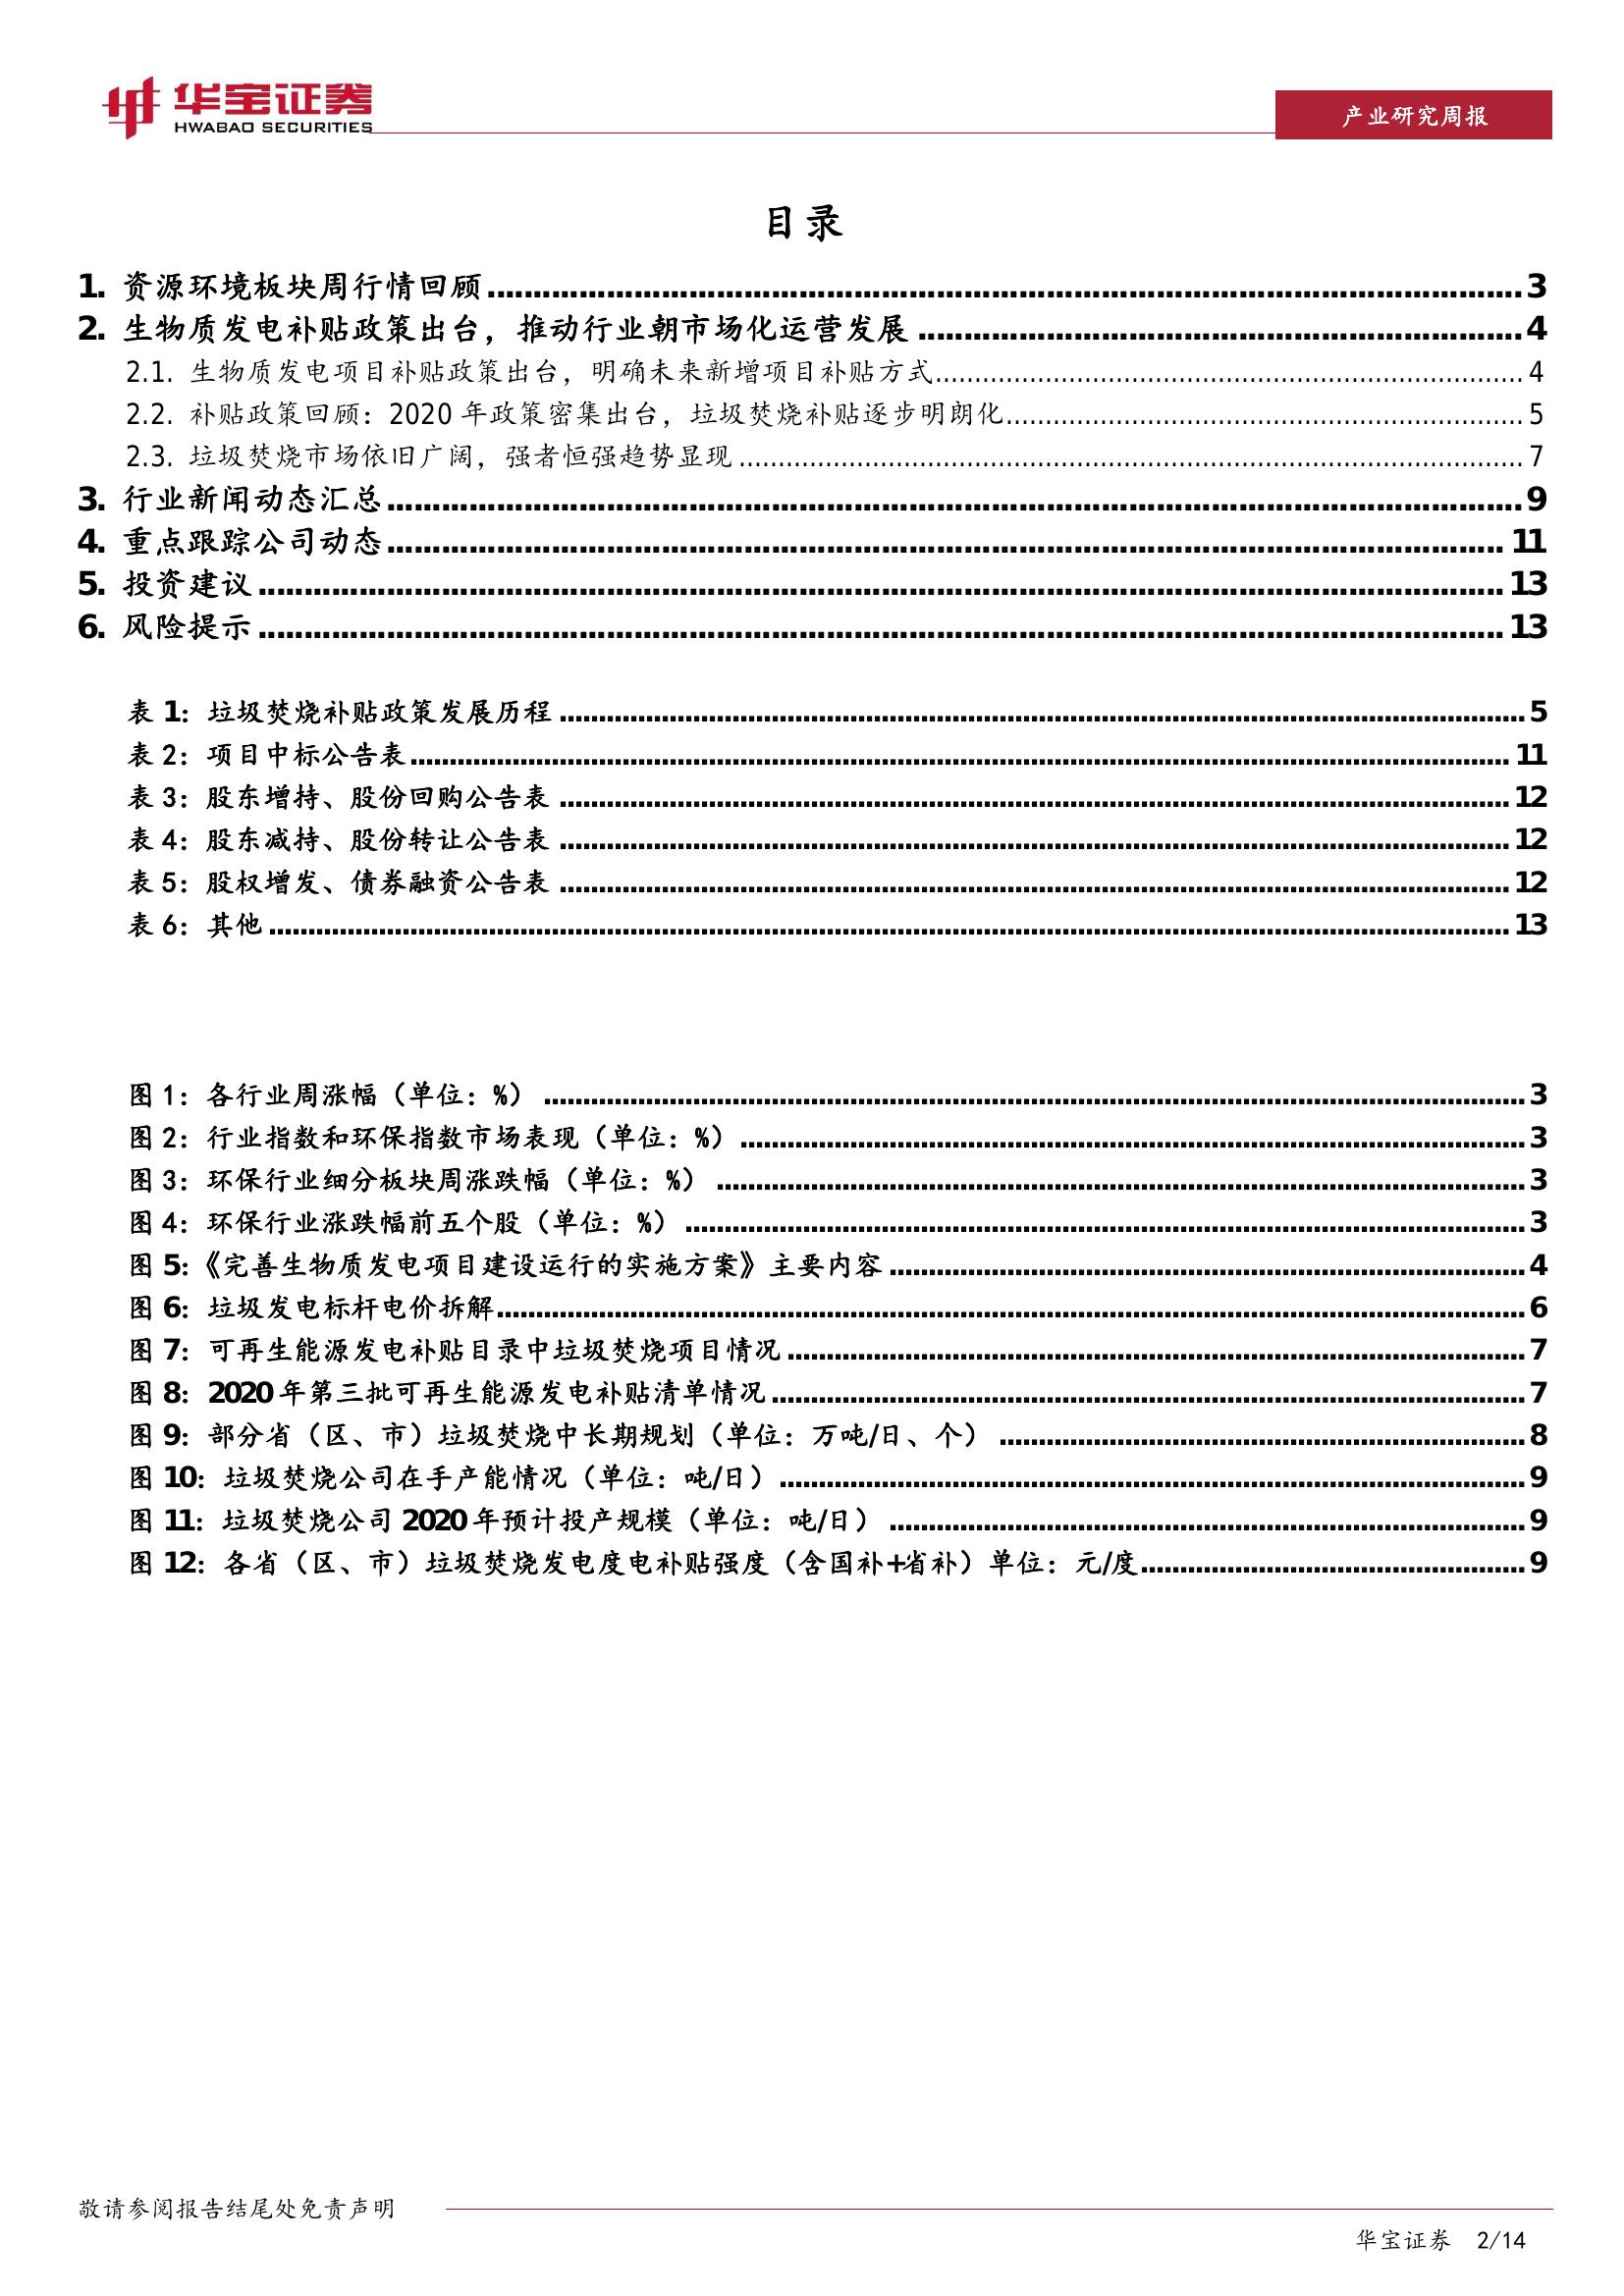 华宝证券
HWABAO SECURITIES
产业研究周报
目录
1. 资源环境板块周行情回顾 3
2. 生物质发电补贴政策出台，推动行业朝市场化运营发展 4
2.1. 生物质发电项目补贴政策出台，明确未来新增项目补贴方式 4
2.2. 补贴政策回顾：2020 年政策密集出台，垃圾焚烧补贴逐步明朗化 5
2.3. 垃圾焚烧市场依旧广阔，强者恒强趋势显现 7
3. 行业新闻动态汇总 9
4. 重点跟踪公司动态 11
5. 投资建议 13
6. 风险提示 13
表 1：垃圾焚烧补贴政策发展历程 5
表 2：项目中标公告表 11
表 3：股东增持、股份回购公告表 12
表 4：股东减持、股份转让公告表 12
表 5：股权增发、债券融资公告表 12
表 6：其他 13
图 1：各行业周涨幅（单位：%） 3
图 2：行业指数和环保指数市场表现（单位：%） 3
图 3：环保行业细分板块周涨跌幅（单位：%） 3
图 4：环保行业涨跌幅前五个股（单位：%） 3
图 5:《完善生物质发电项目建设运行的实施方案》主要内容 4
图 6：垃圾发电标杆电价拆解 6
图 7：可再生能源发电补贴目录中垃圾焚烧项目情况 7
图 8：2020 年第三批可再生能源发电补贴清单情况 7
图 9：部分省（区、市）垃圾焚烧中长期规划（单位：万吨/日、个） 8
图 10：垃圾焚烧公司在手产能情况（单位：吨/日） 9
图 11：垃圾焚烧公司 2020 年预计投产规模（单位：吨/日） 9
图 12：各省（区、市）垃圾焚烧发电度电补贴强度（含国补+省补）单位：元/度 9
敬请参阅报告结尾处免责声明
华宝证券 2/14